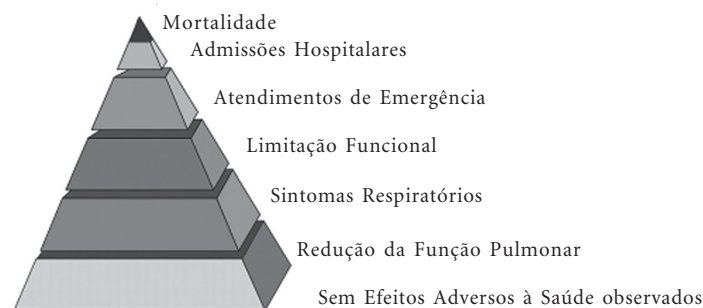 Mortalidade
Admissões Hospitalares
Atendimentos de Emergência
Limitação Funcional
Sintomas Respiratórios
Redução da Função Pulmonar
Sem Efeitos Adversos à Saúde observados